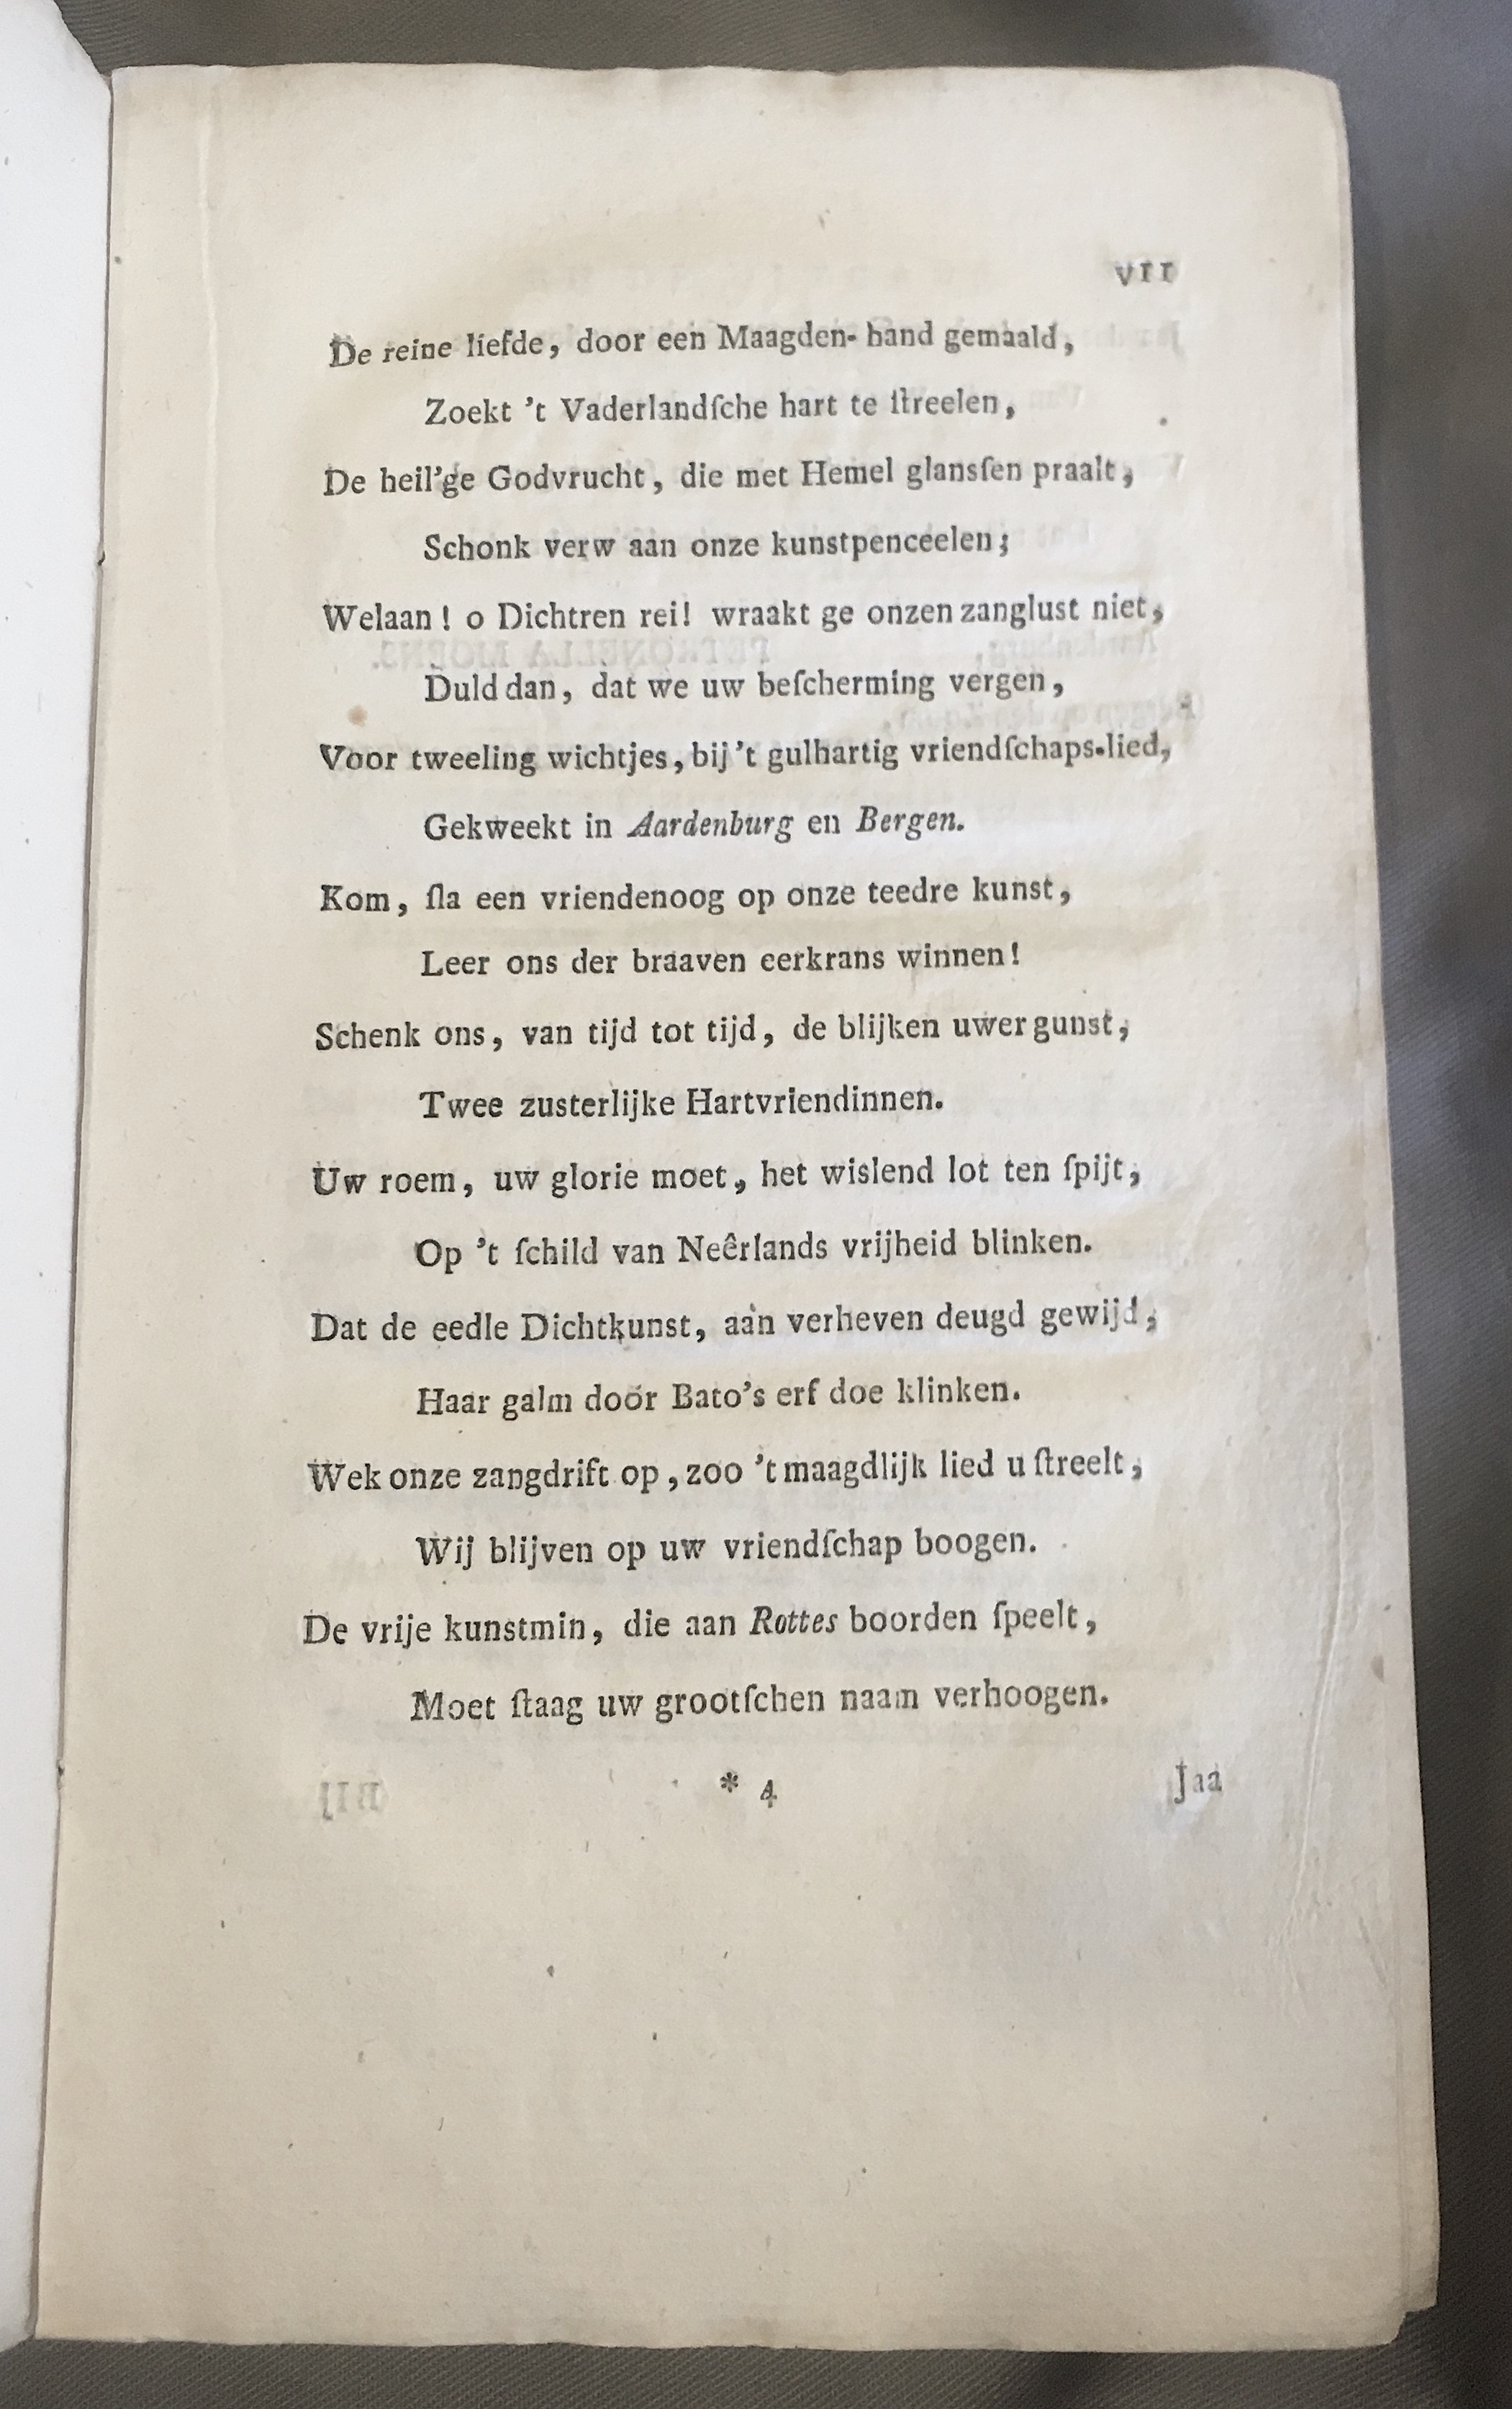 VII
De reine liefde, door een Maagden-hand gemaald,
Zoekt 't Vaderlandſche hart te ſtreelen,
De heil'ge Godvrucht, die met Hemel glansſen praalt,
Schonk verw aan onze kunstpenceelen;
Welaan! o Dichtren rei! wraakt ge onzen zanglust niet,
Duld dan, dat we uw beſcherming vergen,
Voor tweeling wichtjes, bij 't gulhartig vriendſchaps-lied,
Gekweekt in Aardenburg en Bergen.
Kom, ſla een vriendenoog op onze teedre kunst,
Leer ons der braaven eerkrans winnen!
Schenk ons, van tijd tot tijd, de blijken uwer gunst,
Twee zusterlijke Hartvriendinnen.
Uw roem, uw glorie moet, het wislend lot ten ſpijt,
Op 't ſchild van Neêrlands vrijheid blinken.
Dat de eedle Dichtkunst, aan verheven deugd gewijd,
Haar galm door Bato's erf doe klinken.
Wek onze zangdrift op, zoo 't maagdlijk lied u ſtreelt,
Wij blijven op uw vriendſchap boogen.
De vrije kunstmin, die aan Rottes boorden ſpeelt,
Moet ſtaag uw grootſchen naam verhoogen.
* 4 Jaa